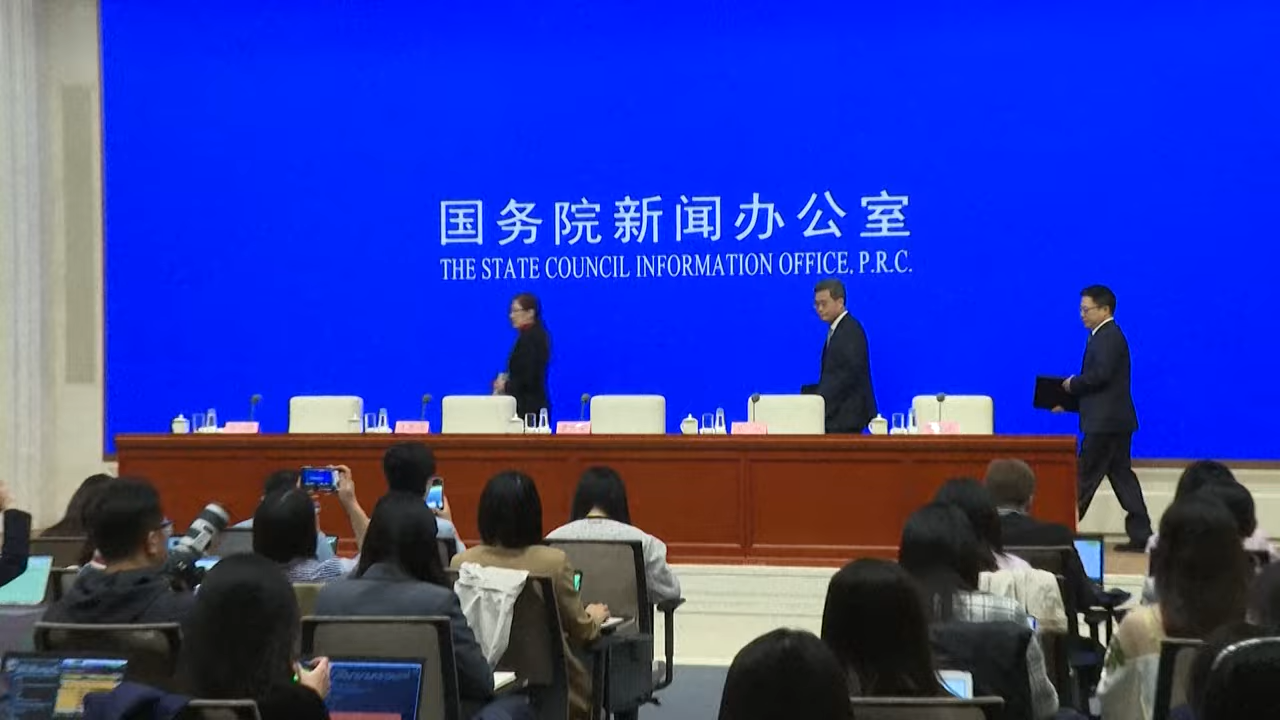 国务院新闻办公室
THE STATE COUNCIL INFORMATION OFFICE, P.R.C.